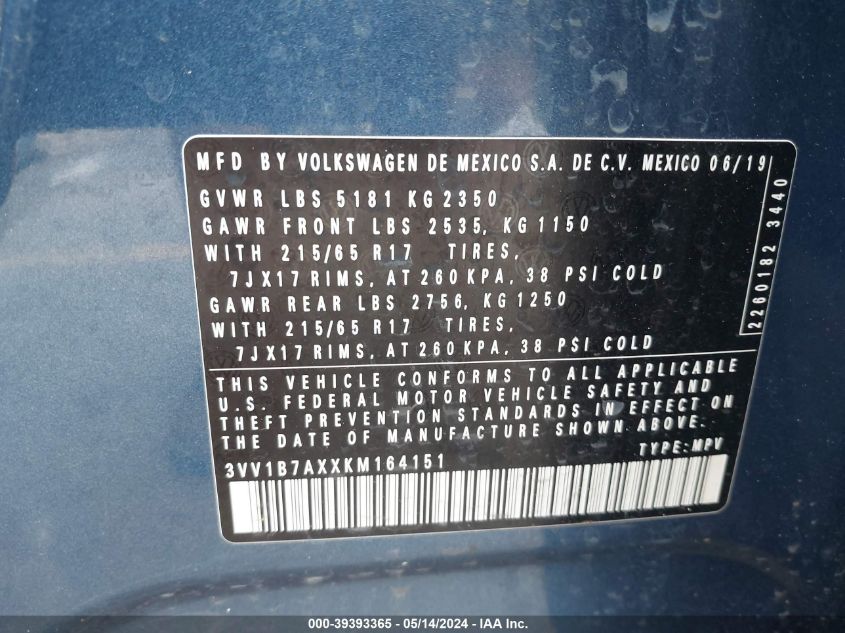 MFD BY VOLKSWAGEN DE MEXICO S.A. DE C.V. MEXICO 06/19
GVWR LBS 5181 KG 2350
GAWR FRONT LBS 2535, KG 1150
WITH 215/65 R17 TIRES,
7JX17 RIMS, AT 260 KPA, 38 PSI COLD
GAWR REAR LBS 2756, KG 1250
WITH 215/65 R17 TIRES,
7JX17 RIMS, AT 260 KPA, 38 PSI COLD
2260182 3440
THIS VEHICLE CONFORMS TO ALL APPLICABLE
U.S. FEDERAL MOTOR VEHICLE SAFETY AND
THEFT PREVENTION STANDARDS IN EFFECT ON
THE DATE OF MANUFACTURE SHOWN ABOVE.
3VV1B7AXXKM164151 TYPE:MPV
000-39393365 - 05/14/2024 - IAA Inc.